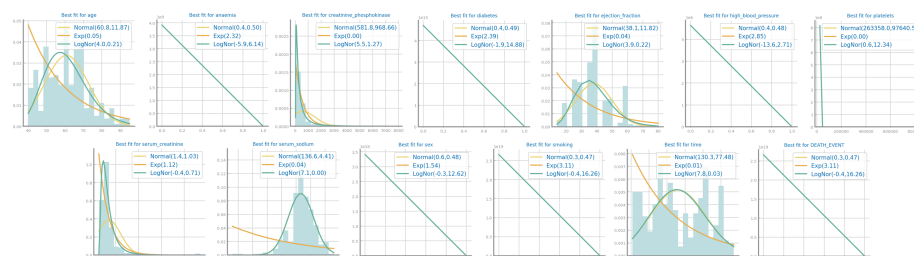 Best fit for age
Normal(60.8,11.87)
Exp(0.05)
LogNor(4.0,0.21)
Best fit for anaemia
Normal(0.4,0.50)
Exp(2.32)
LogNor(-5.9,6.14)
Best fit for creatinine_phosphokinase
Normal(581.8,968.66)
Exp(0.00)
LogNor(5.5,1.27)
Best fit for diabetes
Normal(0.4,0.49)
Exp(2.39)
LogNor(-1.9,14.88)
Best fit for ejection_fraction
Normal(38.1,11.82)
Exp(0.04)
LogNor(3.9,0.22)
Best fit for high_blood_pressure
Normal(0.4,0.48)
Exp(2.85)
LogNor(-13.6,2.71)
Best fit for platelets
Normal(263358.0,97640.5
Exp(0.00)
LogNor(0.6,12.34)
Best fit for serum_creatinine
Normal(1.4,1.03)
Exp(1.12)
LogNor(-0.4,0.71)
Best fit for serum_sodium
Normal(136.6,4.41)
Exp(0.04)
LogNor(7.1,0.00)
Best fit for sex
Normal(0.6,0.48)
Exp(1.54)
LogNor(-0.3,12.62)
Best fit for smoking
Normal(0.3,0.47)
Exp(3.11)
LogNor(-0.4,16.26)
Best fit for time
Normal(130.3,77.48)
Exp(0.01)
LogNor(7.8,0.03)
Best fit for DEATH_EVENT
Normal(0.3,0.47)
Exp(3.11)
LogNor(-0.4,16.26)